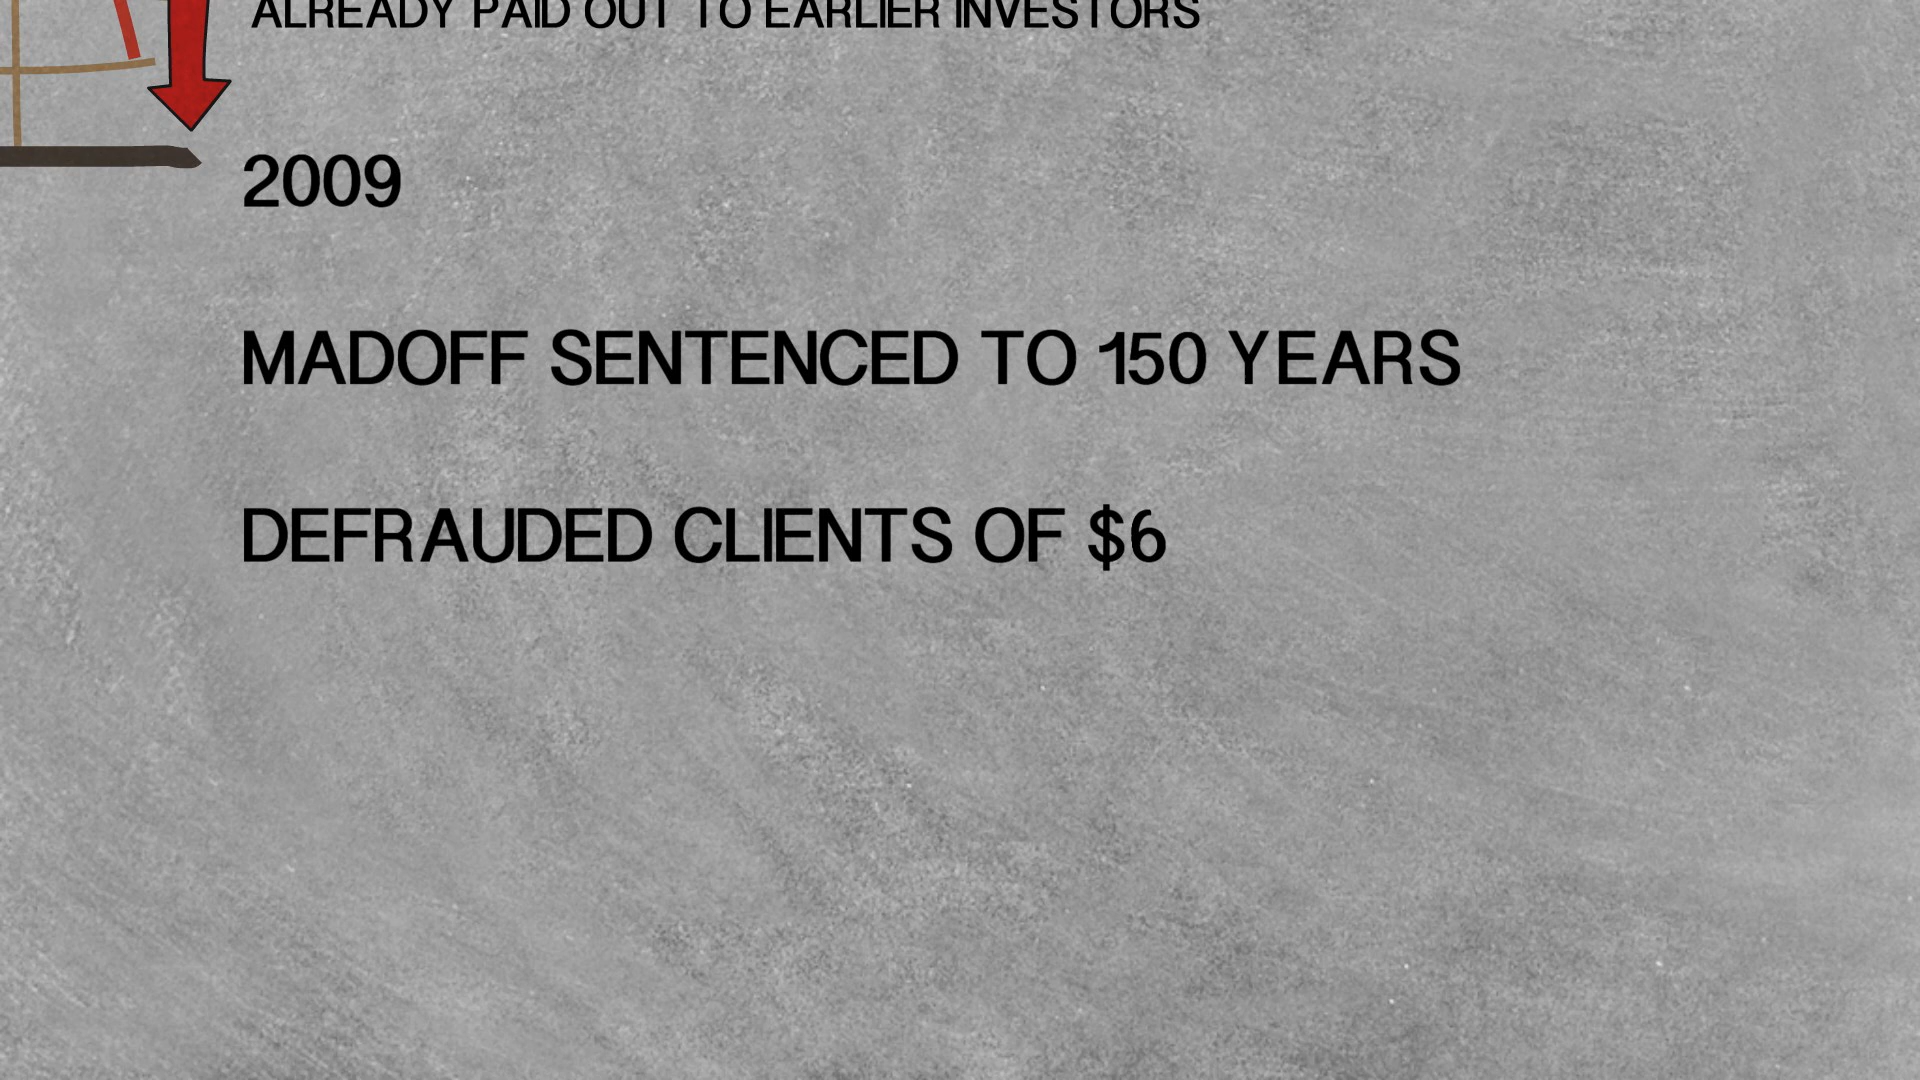 ALREADY PAID OUT TO EARLIER INVESTORS
2009
MADOFF SENTENCED TO 150 YEARS
DEFRAUDED CLIENTS OF $6